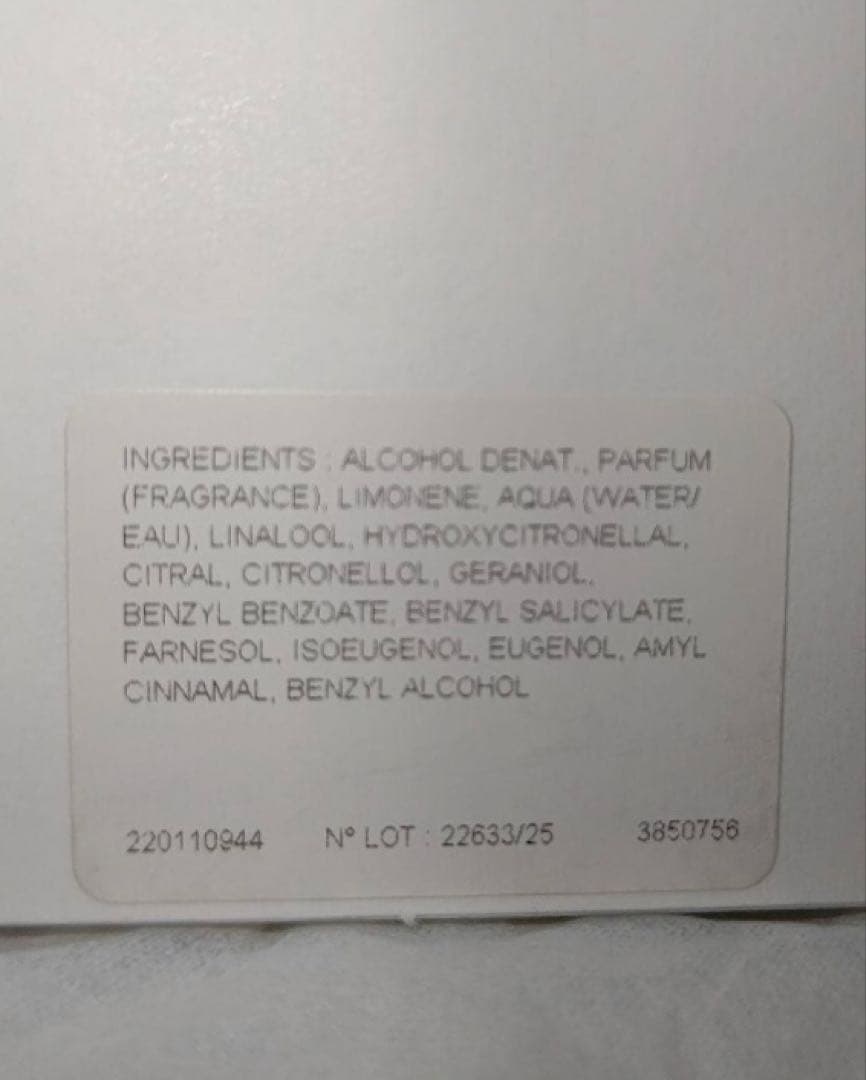 INGREDIENTS : ALCOHOL DENAT., PARFUM
(FRAGRANCE), LIMONENE, AQUA (WATER/
EAU), LINALOOL, HYDROXYCITRONELLAL,
CITRAL, CITRONELLOL, GERANIOL,
BENZYL BENZOATE, BENZYL SALICYLATE,
FARNESOL, ISOEUGENOL, EUGENOL, AMYL
CINNAMAL, BENZYL ALCOHOL
220110944 N° LOT : 22633/25 3850756